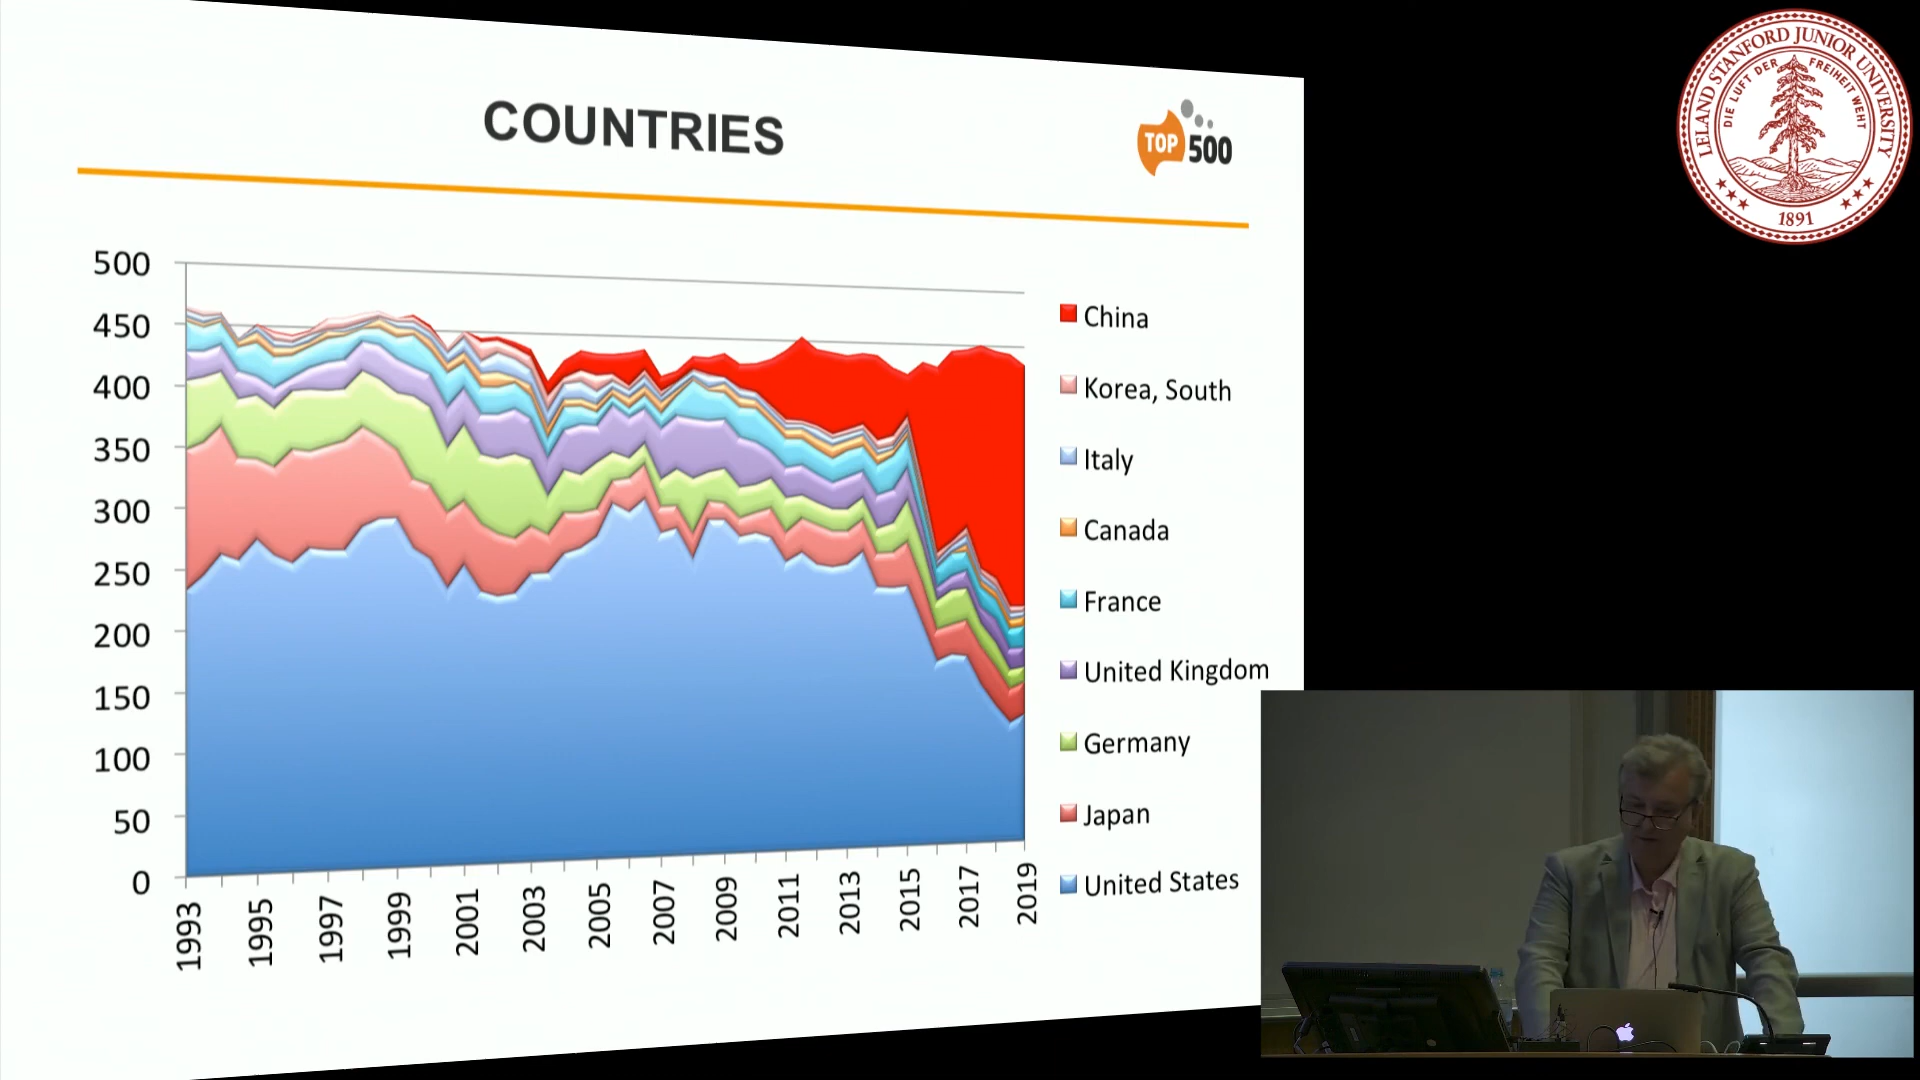 COUNTRIES
TOP 500
500
450
400
350
300
250
200
150
100
50
0
1993
1995
1997
1999
2001
2003
2005
2007
2009
2011
2013
2015
2017
2019
China
Korea, South
Italy
Canada
France
United Kingdom
Germany
Japan
United States
LELAND STANFORD JUNIOR UNIVERSITY
DIE LUFT DER FREIHEIT WEHT
1891